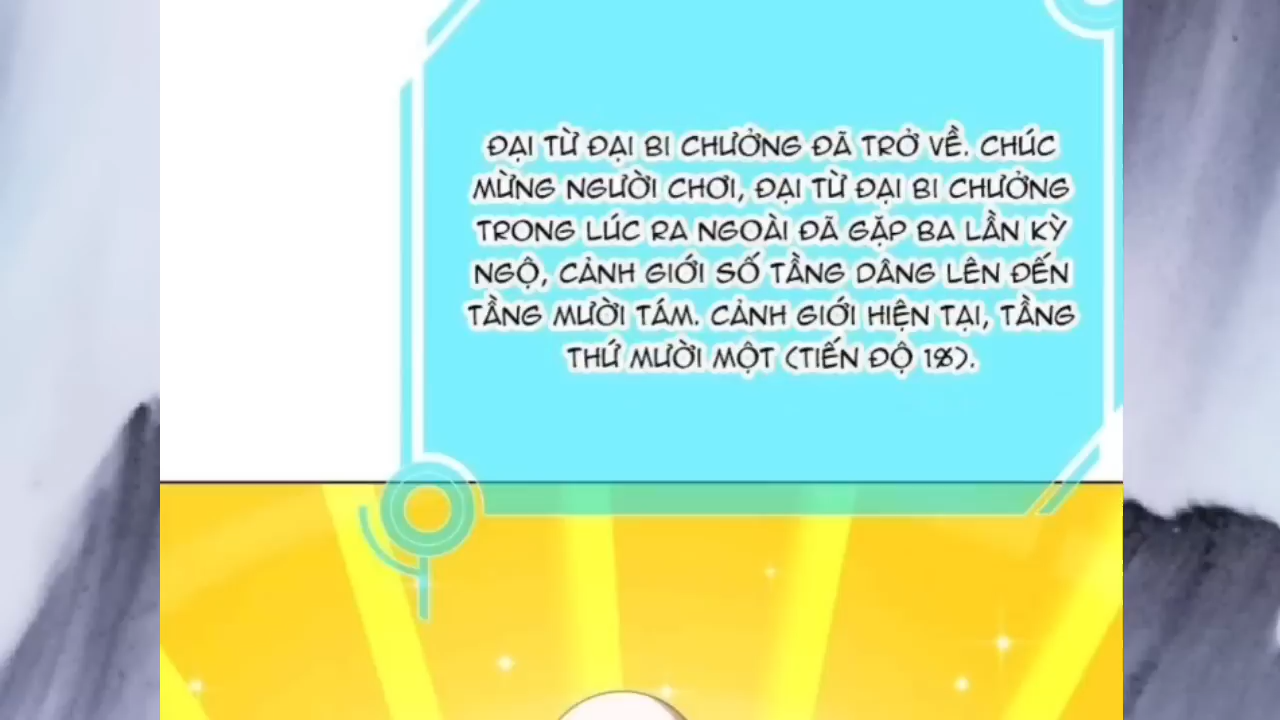 ĐẠI TỪ ĐẠI BI CHƯỞNG ĐÃ TRỞ VỀ. CHÚC
MỪNG NGƯỜI CHƠI, ĐẠI TỪ ĐẠI BI CHƯỞNG
TRONG LÚC RA NGOÀI ĐÃ GẶP BA LẦN KỲ
NGỘ, CẢNH GIỚI SỐ TẦNG DÂNG LÊN ĐẾN
TẦNG MƯỜI TÁM. CẢNH GIỚI HIỆN TẠI, TẦNG
THỨ MƯỜI MỘT (TIẾN ĐỘ 1%).